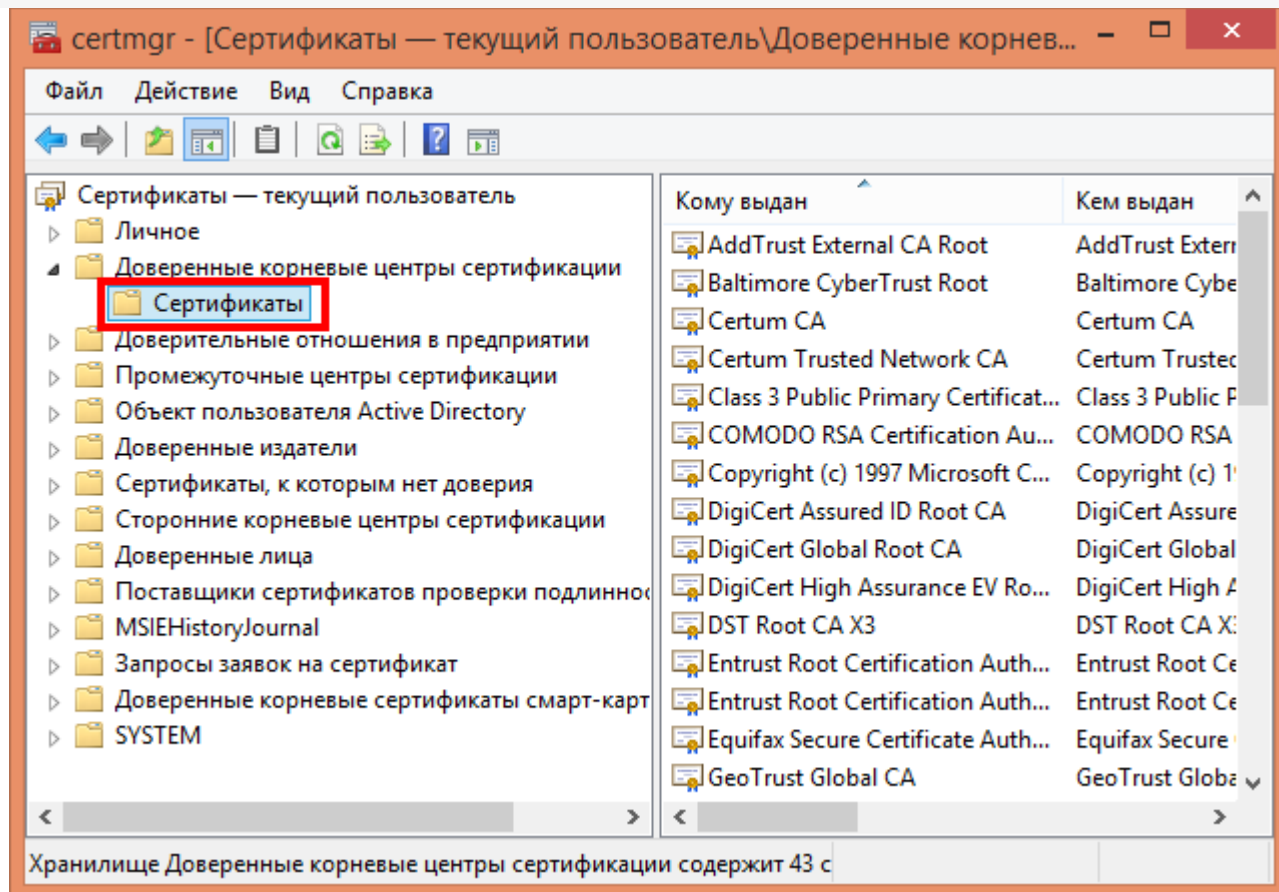 certmgr - [Сертификаты — текущий пользователь\Доверенные корнев...
Файл Действие Вид Справка
Сертификаты — текущий пользователь
Личное
Доверенные корневые центры сертификации
Сертификаты
Доверительные отношения в предприятии
Промежуточные центры сертификации
Объект пользователя Active Directory
Доверенные издатели
Сертификаты, к которым нет доверия
Сторонние корневые центры сертификации
Доверенные лица
Поставщики сертификатов проверки подлинно
MSIEHistoryJournal
Запросы заявок на сертификат
Доверенные корневые сертификаты смарт-карт
SYSTEM
Кому выдан Кем выдан
AddTrust External CA Root AddTrust Extern
Baltimore CyberTrust Root Baltimore Cybe
Certum CA Certum CA
Certum Trusted Network CA Certum Trusted
Class 3 Public Primary Certificat... Class 3 Public P
COMODO RSA Certification Au... COMODO RSA
Copyright (c) 1997 Microsoft C... Copyright (c) 1
DigiCert Assured ID Root CA DigiCert Assure
DigiCert Global Root CA DigiCert Global
DigiCert High Assurance EV Ro... DigiCert High A
DST Root CA X3 DST Root CA X
Entrust Root Certification Auth... Entrust Root Ce
Entrust Root Certification Auth... Entrust Root Ce
Equifax Secure Certificate Auth... Equifax Secure
GeoTrust Global CA GeoTrust Globa
Хранилище Доверенные корневые центры сертификации содержит 43 с